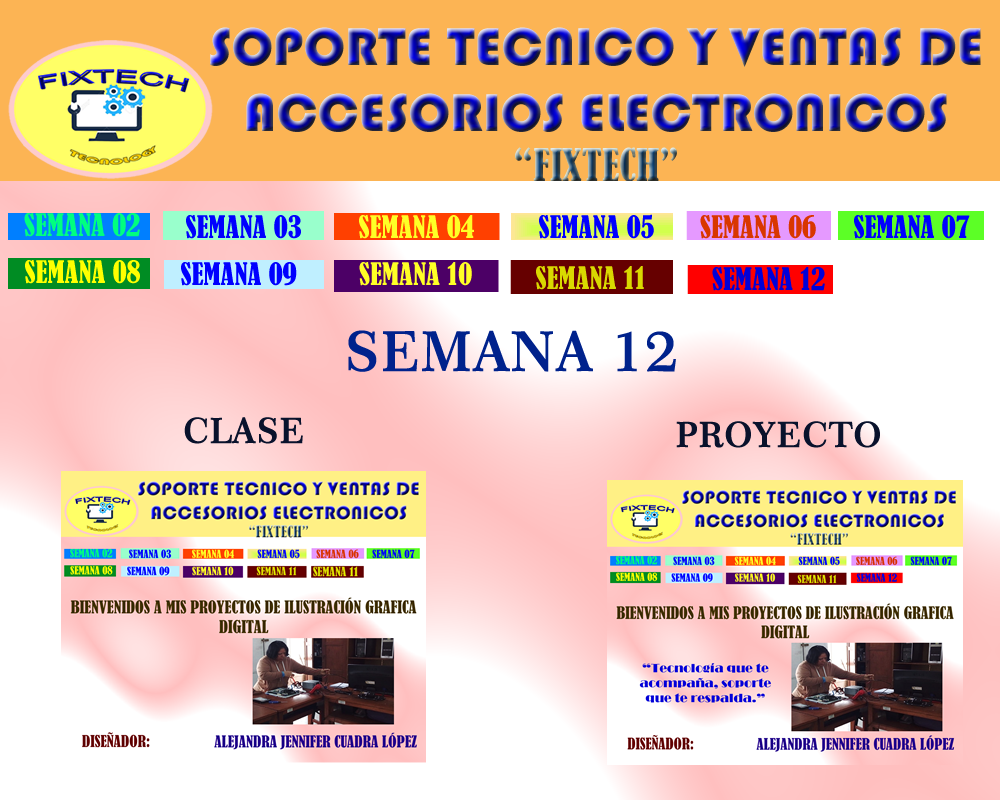 SOPORTE TECNICO Y VENTAS DE
ACCESORIOS ELECTRONICOS
“FIXTECH”
FIXTECH
TECNOLOGY
SEMANA 02 SEMANA 03 SEMANA 04 SEMANA 05 SEMANA 06 SEMANA 07
SEMANA 08 SEMANA 09 SEMANA 10 SEMANA 11 SEMANA 12
SEMANA 12
CLASE
SOPORTE TECNICO Y VENTAS DE
ACCESORIOS ELECTRONICOS
“FIXTECH”
FIXTECH
TECNOLOGY
SEMANA 02 SEMANA 03 SEMANA 04 SEMANA 05 SEMANA 06 SEMANA 07
SEMANA 08 SEMANA 09 SEMANA 10 SEMANA 11 SEMANA 11
BIENVENIDOS A MIS PROYECTOS DE ILUSTRACIÓN GRAFICA
DIGITAL
DISEÑADOR: ALEJANDRA JENNIFER CUADRA LÓPEZ
PROYECTO
SOPORTE TECNICO Y VENTAS DE
ACCESORIOS ELECTRONICOS
“FIXTECH”
FIXTECH
TECNOLOGY
SEMANA 02 SEMANA 03 SEMANA 04 SEMANA 05 SEMANA 06 SEMANA 07
SEMANA 08 SEMANA 09 SEMANA 10 SEMANA 11 SEMANA 12
BIENVENIDOS A MIS PROYECTOS DE ILUSTRACIÓN GRAFICA
DIGITAL
“Tecnología que te
acompaña, soporte
que te respalda.”
DISEÑADOR: ALEJANDRA JENNIFER CUADRA LÓPEZ